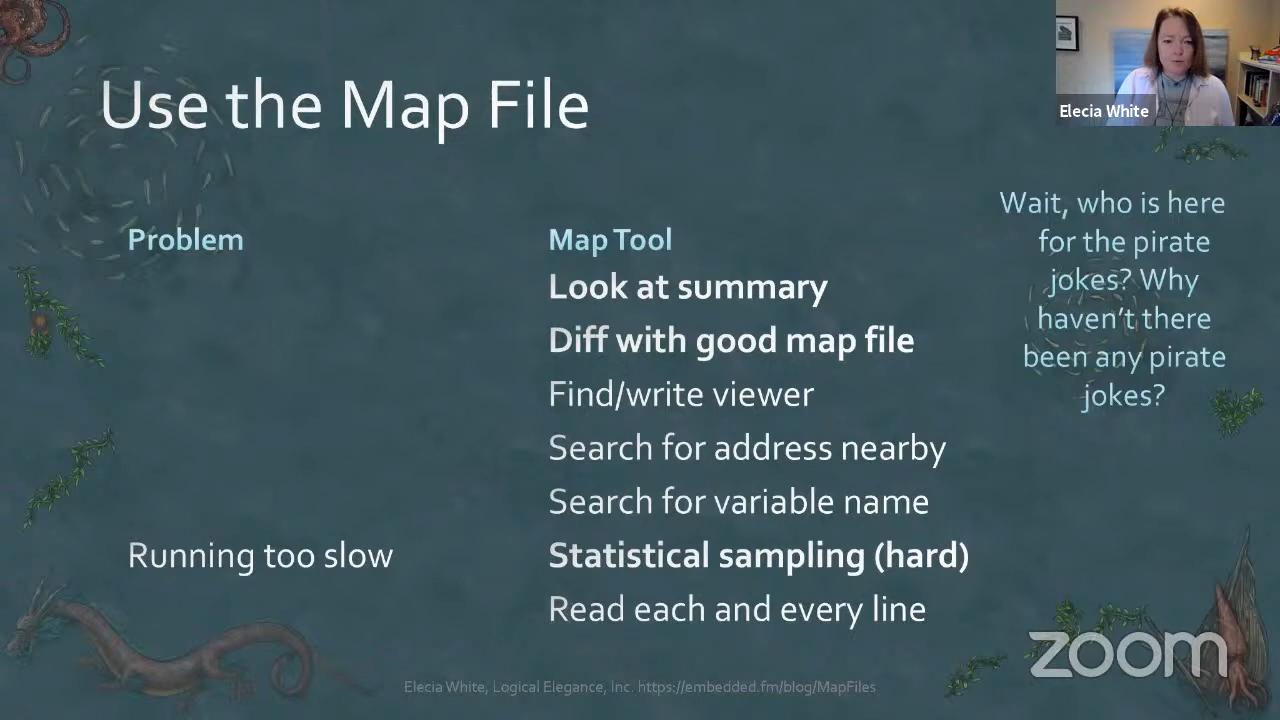 Elecia White
Use the Map File
Wait, who is here
for the pirate
jokes? Why
haven't there
been any pirate
jokes?
Problem
Map Tool
Look at summary
Diff with good map file
Find/write viewer
Search for address nearby
Search for variable name
Running too slow
Statistical sampling (hard)
Read each and every line
zoom
Elecia White, Logical Elegance, Inc. https://embedded.fm/blog/MapFiles